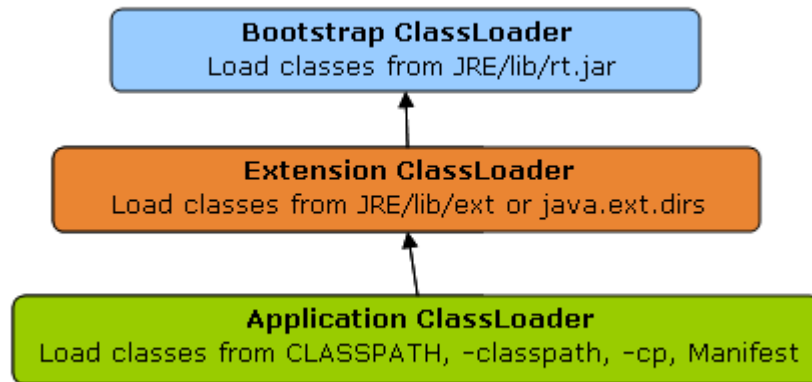 Bootstrap ClassLoader
Load classes from JRE/lib/rt.jar
Extension ClassLoader
Load classes from JRE/lib/ext or java.ext.dirs
Application ClassLoader
Load classes from CLASSPATH, -classpath, -cp, Manifest